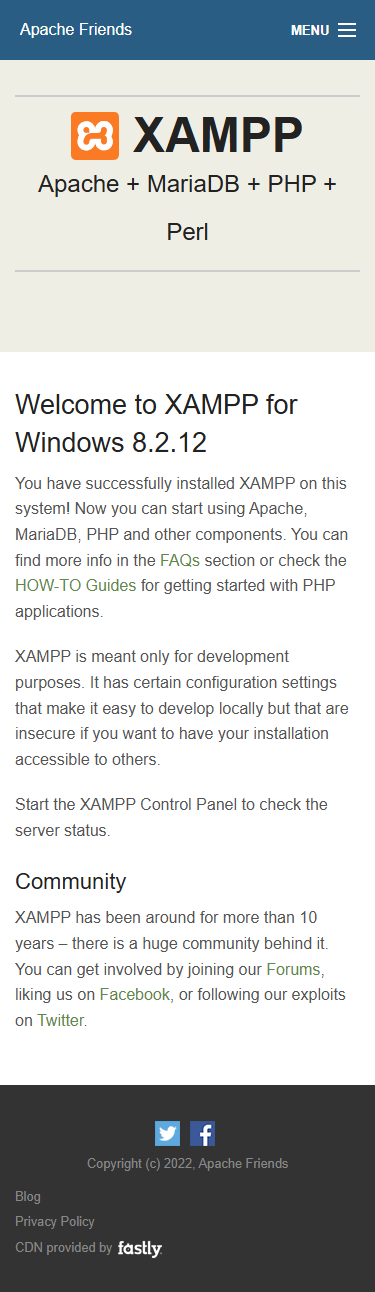 Apache Friends
MENU
XAMPP
Apache + MariaDB + PHP +
Perl
Welcome to XAMPP for
Windows 8.2.12
You have successfully installed XAMPP on this
system! Now you can start using Apache,
MariaDB, PHP and other components. You can
find more info in the FAQs section or check the
HOW-TO Guides for getting started with PHP
applications.
XAMPP is meant only for development
purposes. It has certain configuration settings
that make it easy to develop locally but that are
insecure if you want to have your installation
accessible to others.
Start the XAMPP Control Panel to check the
server status.
Community
XAMPP has been around for more than 10
years – there is a huge community behind it.
You can get involved by joining our Forums,
liking us on Facebook, or following our exploits
on Twitter.
Copyright (c) 2022, Apache Friends
Blog
Privacy Policy
CDN provided by fastly